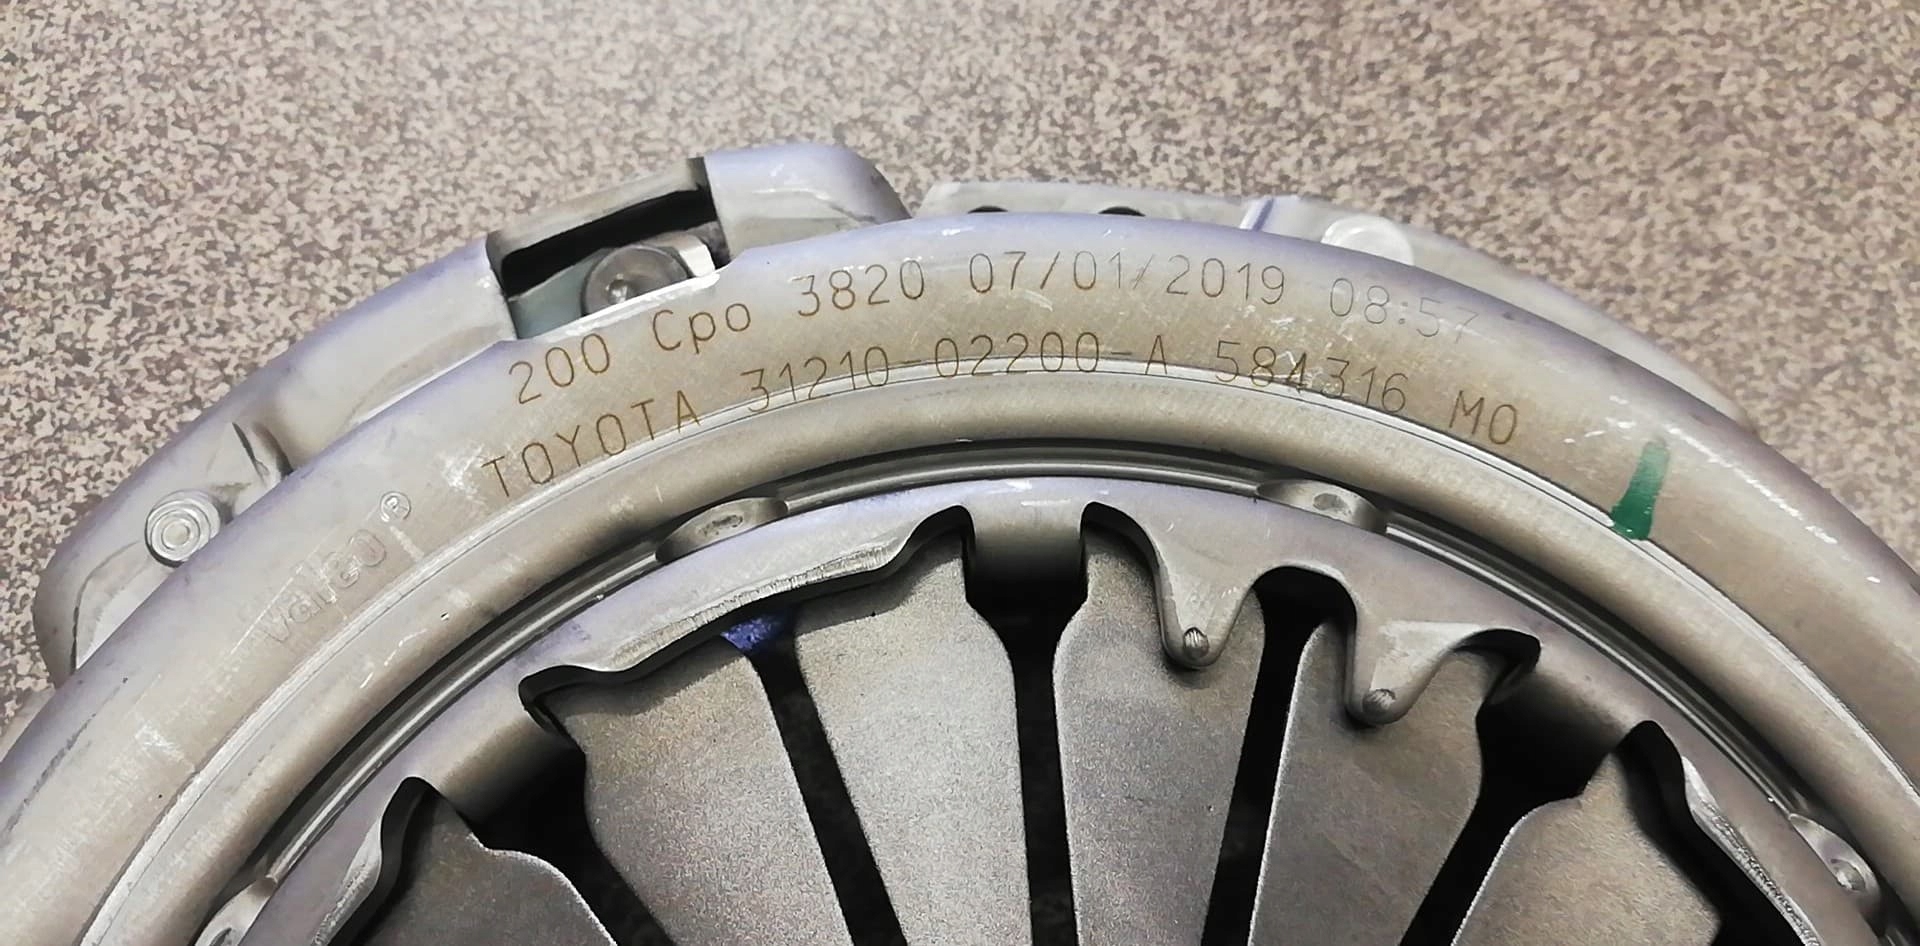 200 Cpo 3820 07/01/2019 08:57
TOYOTA 31210-02200-A 584316 M0
Valeo®